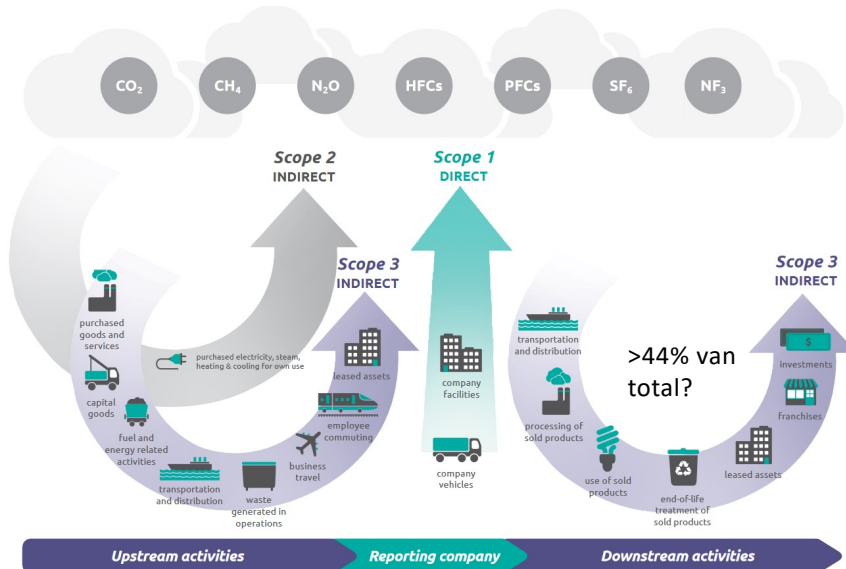 CO₂
CH₄
N₂O
HFCs
PFCs
SF₆
NF₃
Scope 2
INDIRECT
Scope 1
DIRECT
Scope 3
INDIRECT
Scope 3
INDIRECT
purchased
goods and
services
capital
goods
fuel and
energy related
activities
transportation
and distribution
waste
generated in
operations
business
travel
employee
commuting
leased assets
purchased electricity, steam,
heating & cooling for own use
company
facilities
company
vehicles
transportation
and distribution
processing of
sold products
use of sold
products
end-of-life
treatment of
sold products
leased assets
franchises
$
investments
>44% van
total?
Upstream activities
Reporting company
Downstream activities